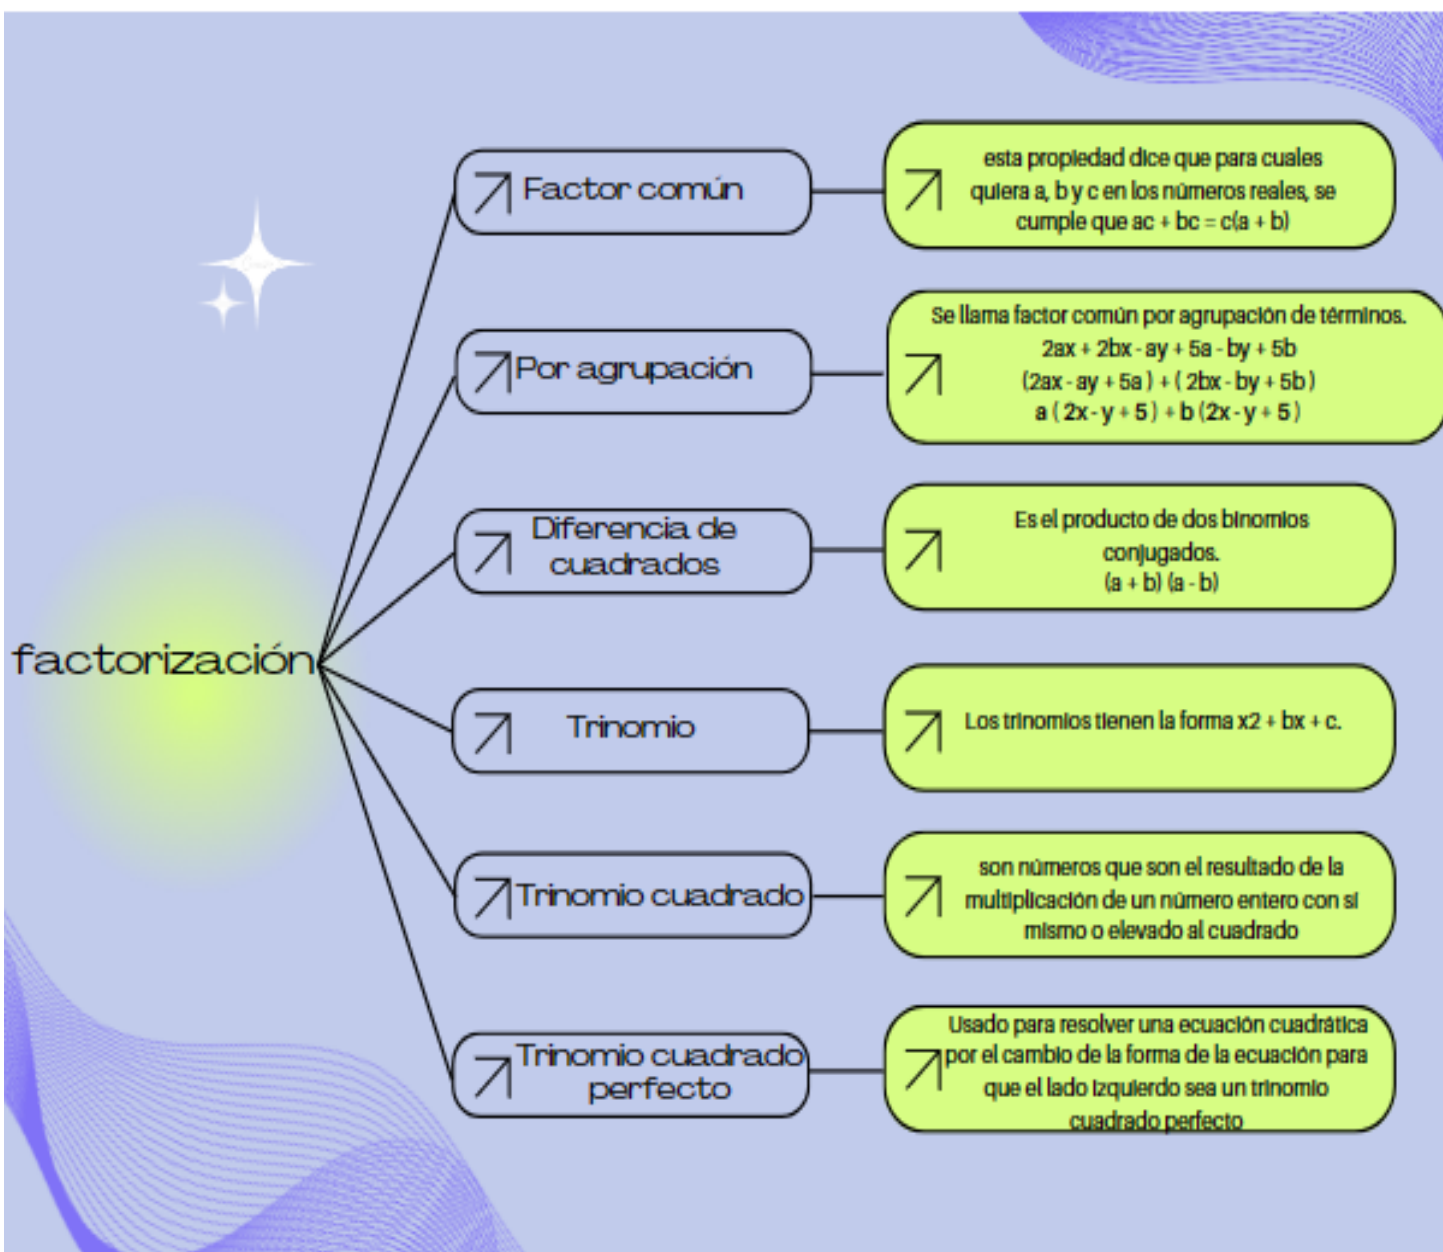 factorización
Factor común
esta propiedad dice que para cuales
quiera a, b y c en los números reales, se
cumple que ac + bc = c(a + b)
Por agrupación
Se llama factor común por agrupación de términos.
2ax + 2bx - ay + 5a - by + 5b
(2ax - ay + 5a ) + ( 2bx - by + 5b )
a ( 2x - y + 5 ) + b (2x - y + 5 )
Diferencia de
cuadrados
Es el producto de dos binomios
conjugados.
(a + b) (a - b)
Trinomio
Los trinomios tienen la forma x2 + bx + c.
Trinomio cuadrado
son números que son el resultado de la
multiplicación de un número entero con si
mismo o elevado al cuadrado
Trinomio cuadrado
perfecto
Usado para resolver una ecuación cuadrática
por el cambio de la forma de la ecuación para
que el lado izquierdo sea un trinomio
cuadrado perfecto